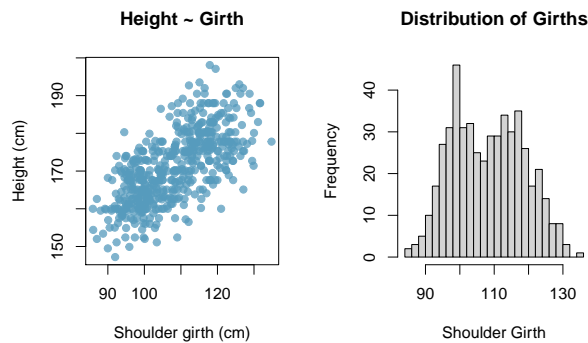 Height ~ Girth
Height (cm)
190
170
150
90
100
120
Shoulder girth (cm)
Distribution of Girths
Frequency
40
30
20
10
0
90
110
130
Shoulder Girth